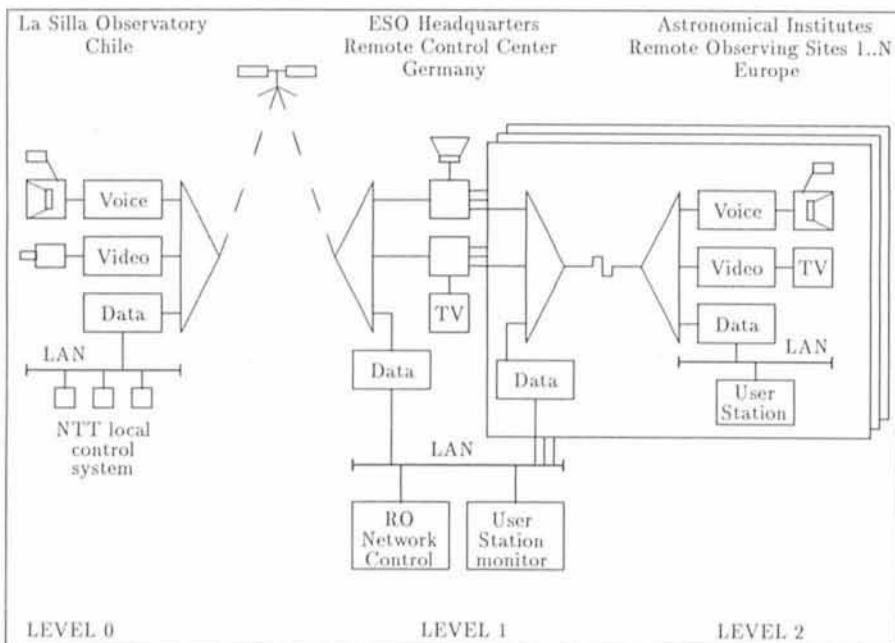 La Silla Observatory
Chile
ESO Headquarters
Remote Control Center
Germany
Astronomical Institutes
Remote Observing Sites 1..N
Europe
Voice
Video
Data
LAN
NTT local
control
system
TV
Data
Data
LAN
RO
Network
Control
User
Station
monitor
Voice
Video
TV
Data
LAN
User
Station
LEVEL 0
LEVEL 1
LEVEL 2